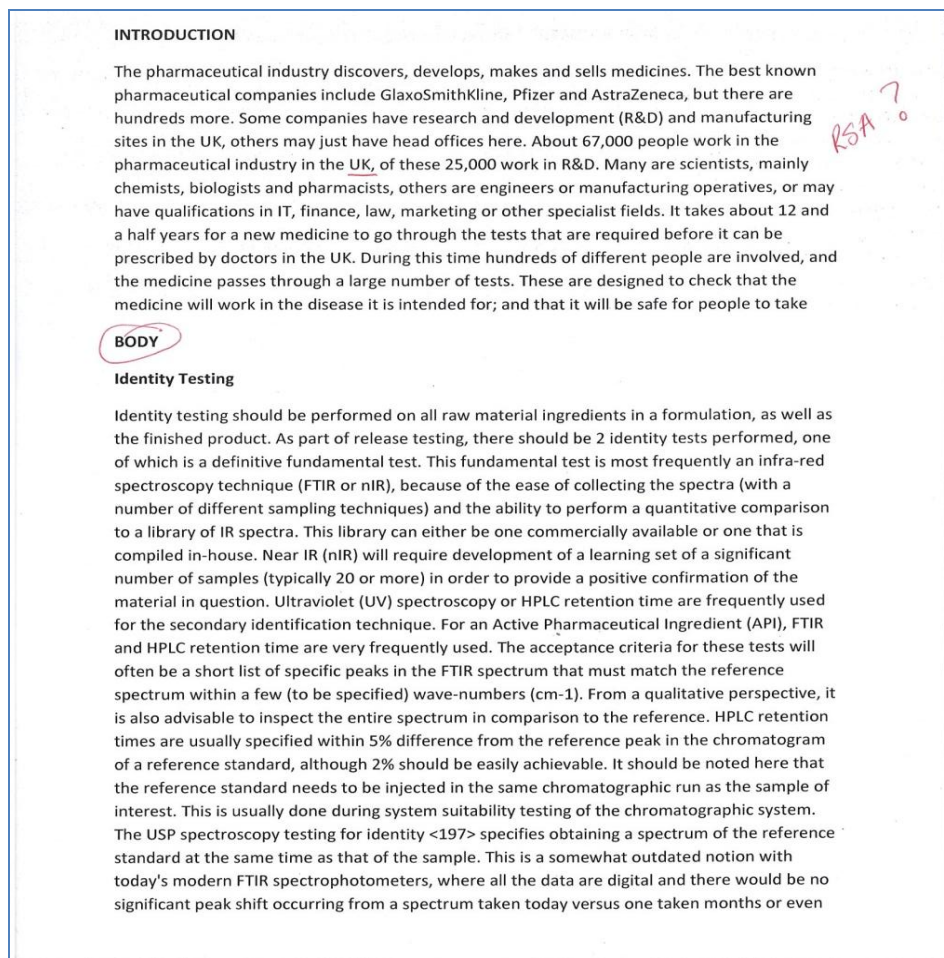 INTRODUCTION
The pharmaceutical industry discovers, develops, makes and sells medicines. The best known
pharmaceutical companies include GlaxoSmithKline, Pfizer and AstraZeneca, but there are
hundreds more. Some companies have research and development (R&D) and manufacturing
sites in the UK, others may just have head offices here. About 67,000 people work in the
RSA ?
pharmaceutical industry in the UK, of these 25,000 work in R&D. Many are scientists, mainly
chemists, biologists and pharmacists, others are engineers or manufacturing operatives, or may
have qualifications in IT, finance, law, marketing or other specialist fields. It takes about 12 and
a half years for a new medicine to go through the tests that are required before it can be
prescribed by doctors in the UK. During this time hundreds of different people are involved, and
the medicine passes through a large number of tests. These are designed to check that the
medicine will work in the disease it is intended for; and that it will be safe for people to take
BODY
Identity Testing
Identity testing should be performed on all raw material ingredients in a formulation, as well as
the finished product. As part of release testing, there should be 2 identity tests performed, one
of which is a definitive fundamental test. This fundamental test is most frequently an infra-red
spectroscopy technique (FTIR or nIR), because of the ease of collecting the spectra (with a
number of different sampling techniques) and the ability to perform a quantitative comparison
to a library of IR spectra. This library can either be one commercially available or one that is
compiled in-house. Near IR (nIR) will require development of a learning set of a significant
number of samples (typically 20 or more) in order to provide a positive confirmation of the
material in question. Ultraviolet (UV) spectroscopy or HPLC retention time are frequently used
for the secondary identification technique. For an Active Pharmaceutical Ingredient (API), FTIR
and HPLC retention time are very frequently used. The acceptance criteria for these tests will
often be a short list of specific peaks in the FTIR spectrum that must match the reference
spectrum within a few (to be specified) wave-numbers (cm-1). From a qualitative perspective, it
is also advisable to inspect the entire spectrum in comparison to the reference. HPLC retention
times are usually specified within 5% difference from the reference peak in the chromatogram
of a reference standard, although 2% should be easily achievable. It should be noted here that
the reference standard needs to be injected in the same chromatographic run as the sample of
interest. This is usually done during system suitability testing of the chromatographic system.
The USP spectroscopy testing for identity <197> specifies obtaining a spectrum of the reference
standard at the same time as that of the sample. This is a somewhat outdated notion with
today's modern FTIR spectrophotometers, where all the data are digital and there would be no
significant peak shift occurring from a spectrum taken today versus one taken months or even